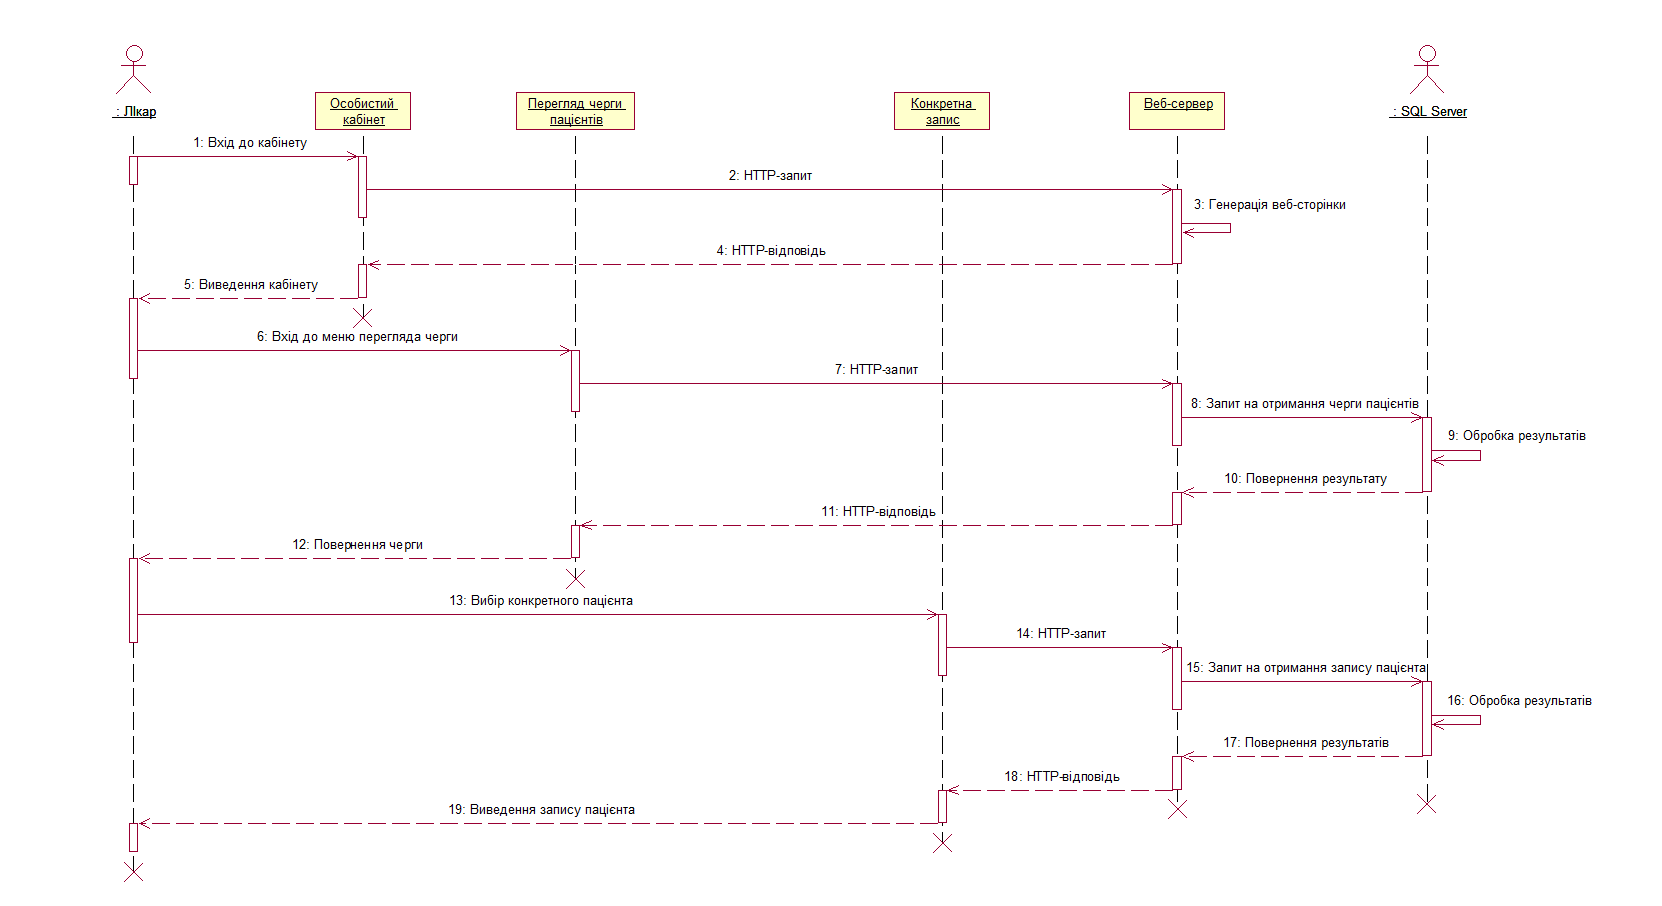 : Лікар
Особистий
кабінет
Перегляд черги
пацієнтів
Конкретна
запис
Веб-сервер
: SQL Server
1: Вхід до кабінету
2: HTTP-запит
3: Генерація веб-сторінки
4: HTTP-відповідь
5: Виведення кабінету
6: Вхід до меню перегляда черги
7: HTTP-запит
8: Запит на отримання черги пацієнтів
9: Обробка результатів
10: Повернення результату
11: HTTP-відповідь
12: Повернення черги
13: Вибір конкретного пацієнта
14: HTTP-запит
15: Запит на отримання запису пацієнта
16: Обробка результатів
17: Повернення результатів
18: HTTP-відповідь
19: Виведення запису пацієнта